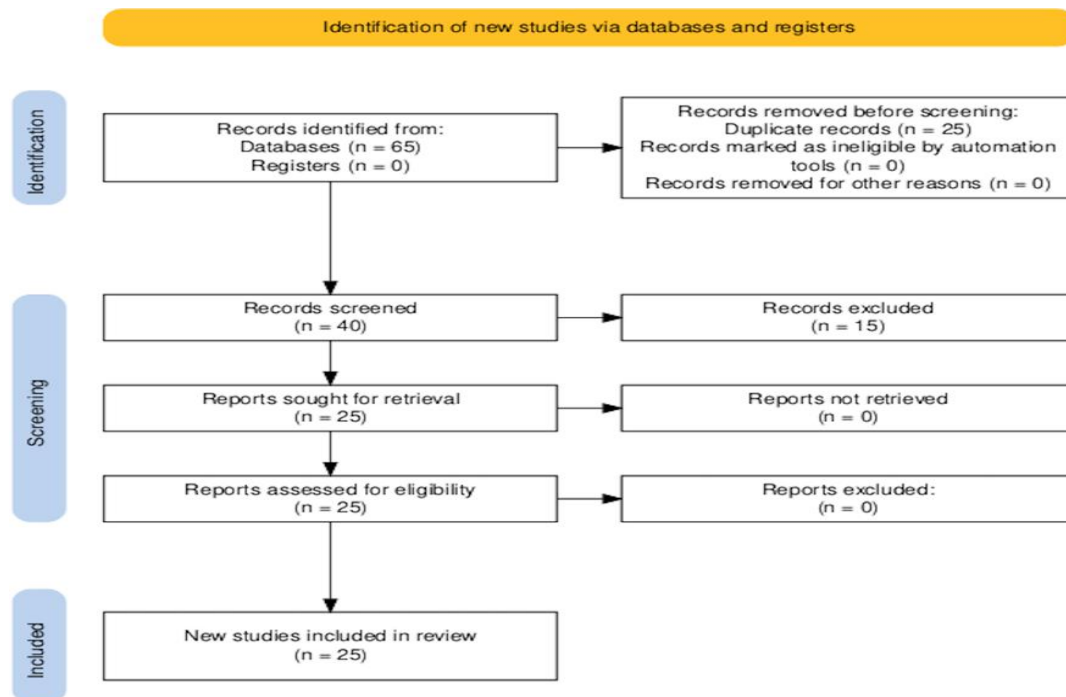 Identification of new studies via databases and registers
Identification
Records identified from:
Databases (n = 65)
Registers (n = 0)
Records removed before screening:
Duplicate records (n = 25)
Records marked as ineligible by automation
tools (n = 0)
Records removed for other reasons (n = 0)
Screening
Records screened
(n = 40)
Records excluded
(n = 15)
Reports sought for retrieval
(n = 25)
Reports not retrieved
(n = 0)
Reports assessed for eligibility
(n = 25)
Reports excluded:
(n = 0)
Included
New studies included in review
(n = 25)